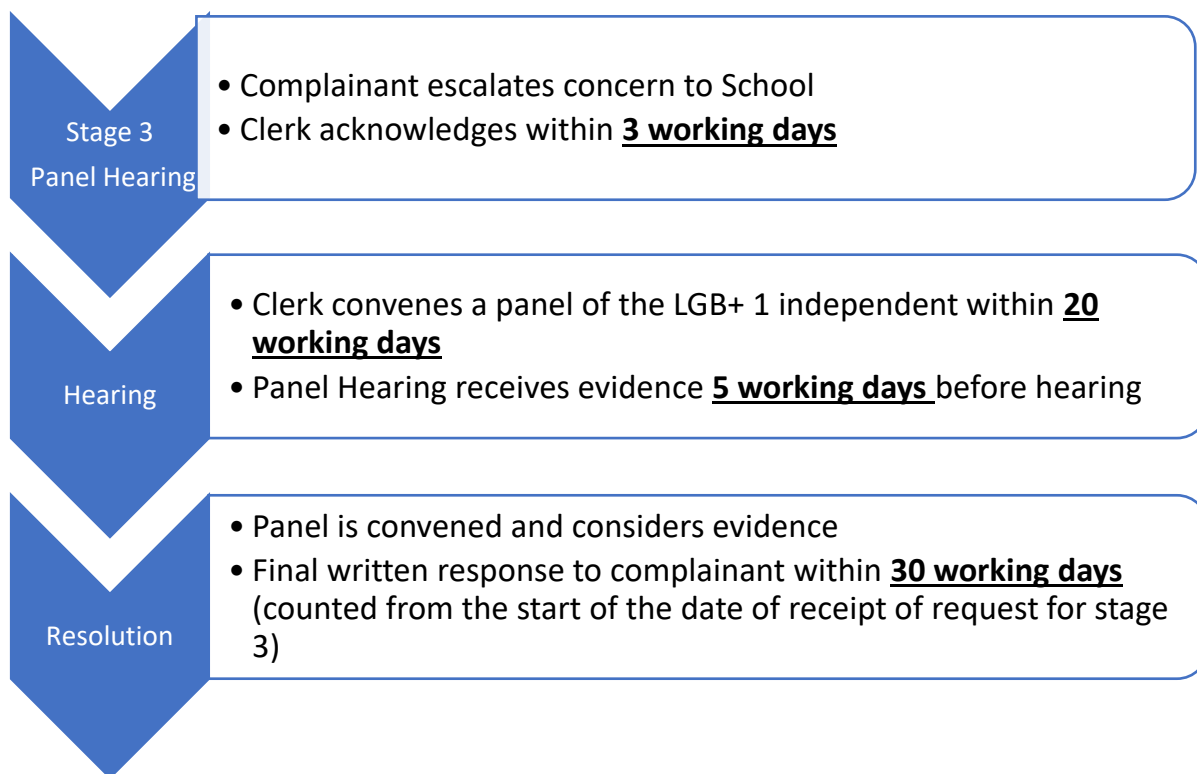 Stage 3
Panel Hearing
• Complainant escalates concern to School
• Clerk acknowledges within 3 working days
Hearing
• Clerk convenes a panel of the LGB+ 1 independent within 20
working days
• Panel Hearing receives evidence 5 working days before hearing
Resolution
• Panel is convened and considers evidence
• Final written response to complainant within 30 working days
(counted from the start of the date of receipt of request for stage
3)